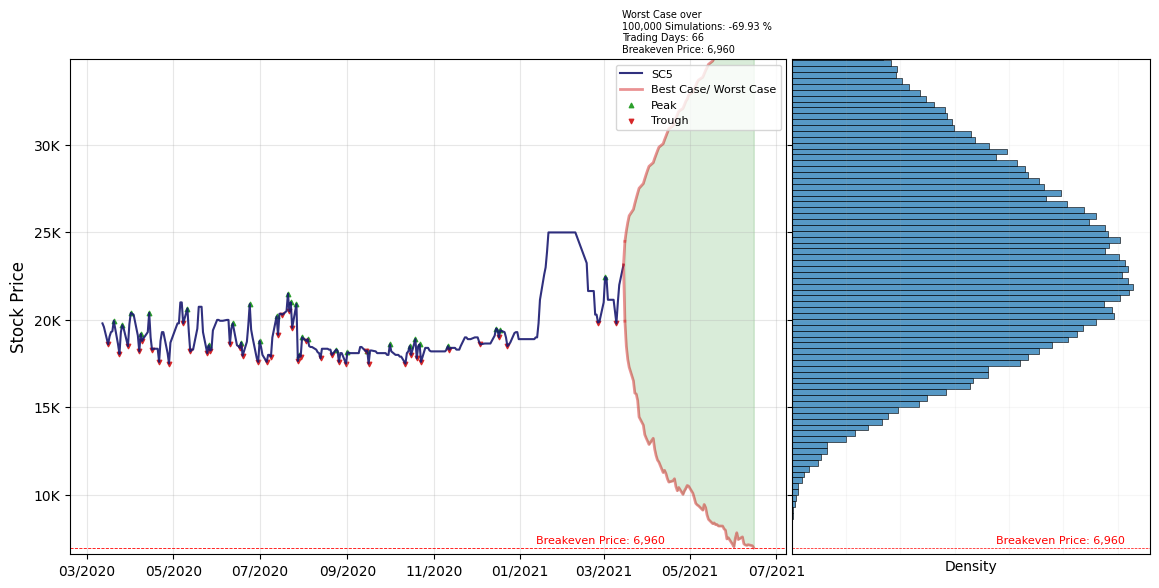 Worst Case over
100,000 Simulations: -69.93 %
Trading Days: 66
Breakeven Price: 6,960
SC5
Best Case/ Worst Case
Peak
Trough
Stock Price
30K
25K
20K
15K
10K
Breakeven Price: 6,960
Breakeven Price: 6,960
03/2020 05/2020 07/2020 09/2020 11/2020 01/2021 03/2021 05/2021 07/2021
Density